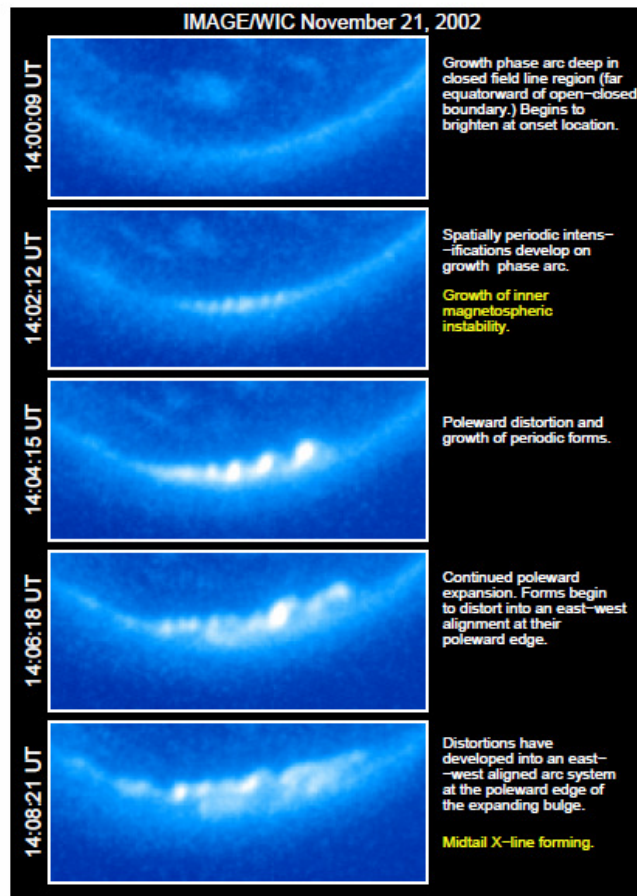 IMAGE/WIC November 21, 2002
14:00:09 UT
Growth phase arc deep in
closed field line region (far
equatorward of open-closed
boundary.) Begins to
brighten at onset location.
14:02:12 UT
Spatially periodic intens-
-ifications develop on
growth phase arc.
Growth of inner
magnetospheric
instability.
14:04:15 UT
Poleward distortion and
growth of periodic forms.
14:06:18 UT
Continued poleward
expansion. Forms begin
to distort into an east-west
alignment at their
poleward edge.
14:08:21 UT
Distortions have
developed into an east-
-west aligned arc system
at the poleward edge of
the expanding bulge.
Midtail X-line forming.